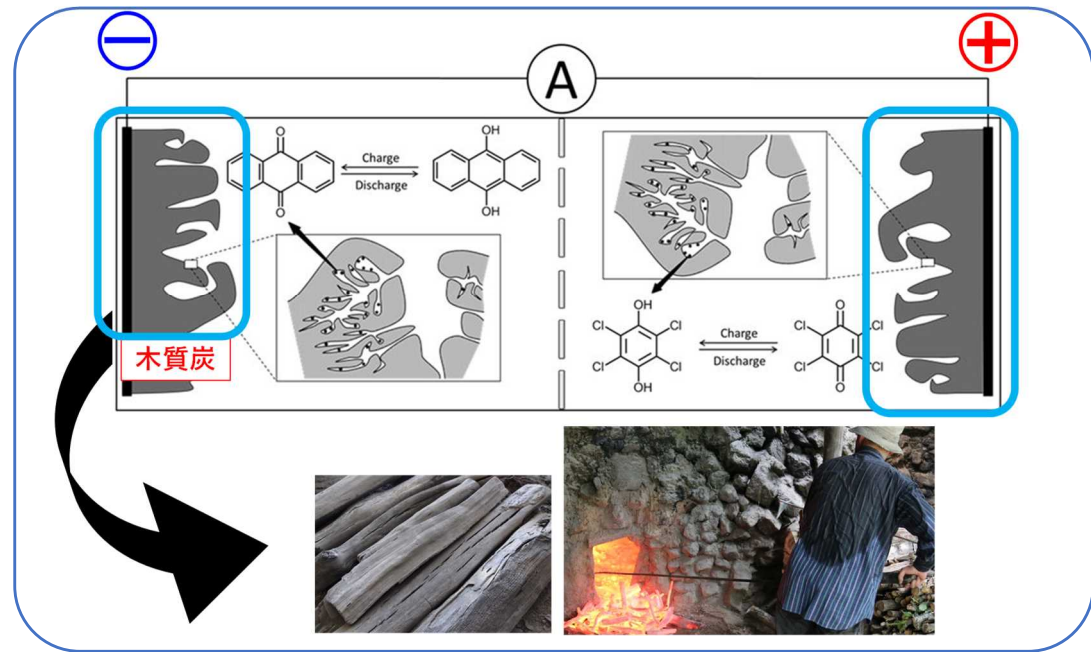 −
+
A
O
O
Charge
Discharge
OH
OH
木質炭
OH
Cl
Cl
Cl
Cl
OH
Charge
Discharge
O
Cl
Cl
Cl
Cl
O